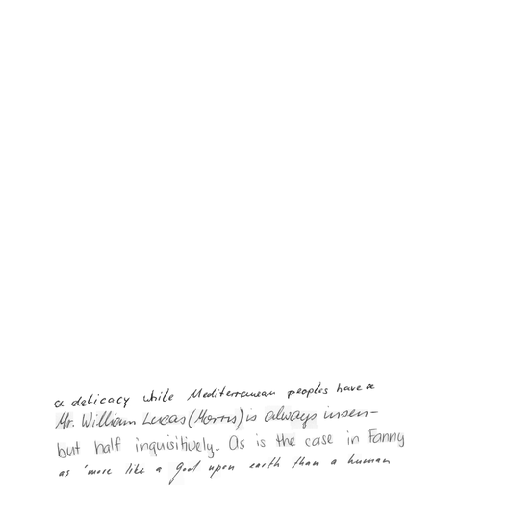 a delicacy while Mediterranean peoples have a
Mr. William Lucas (Morris) is always insen-
but half inquisitively. As is the case in Fanny
as 'more like a God upon earth than a human